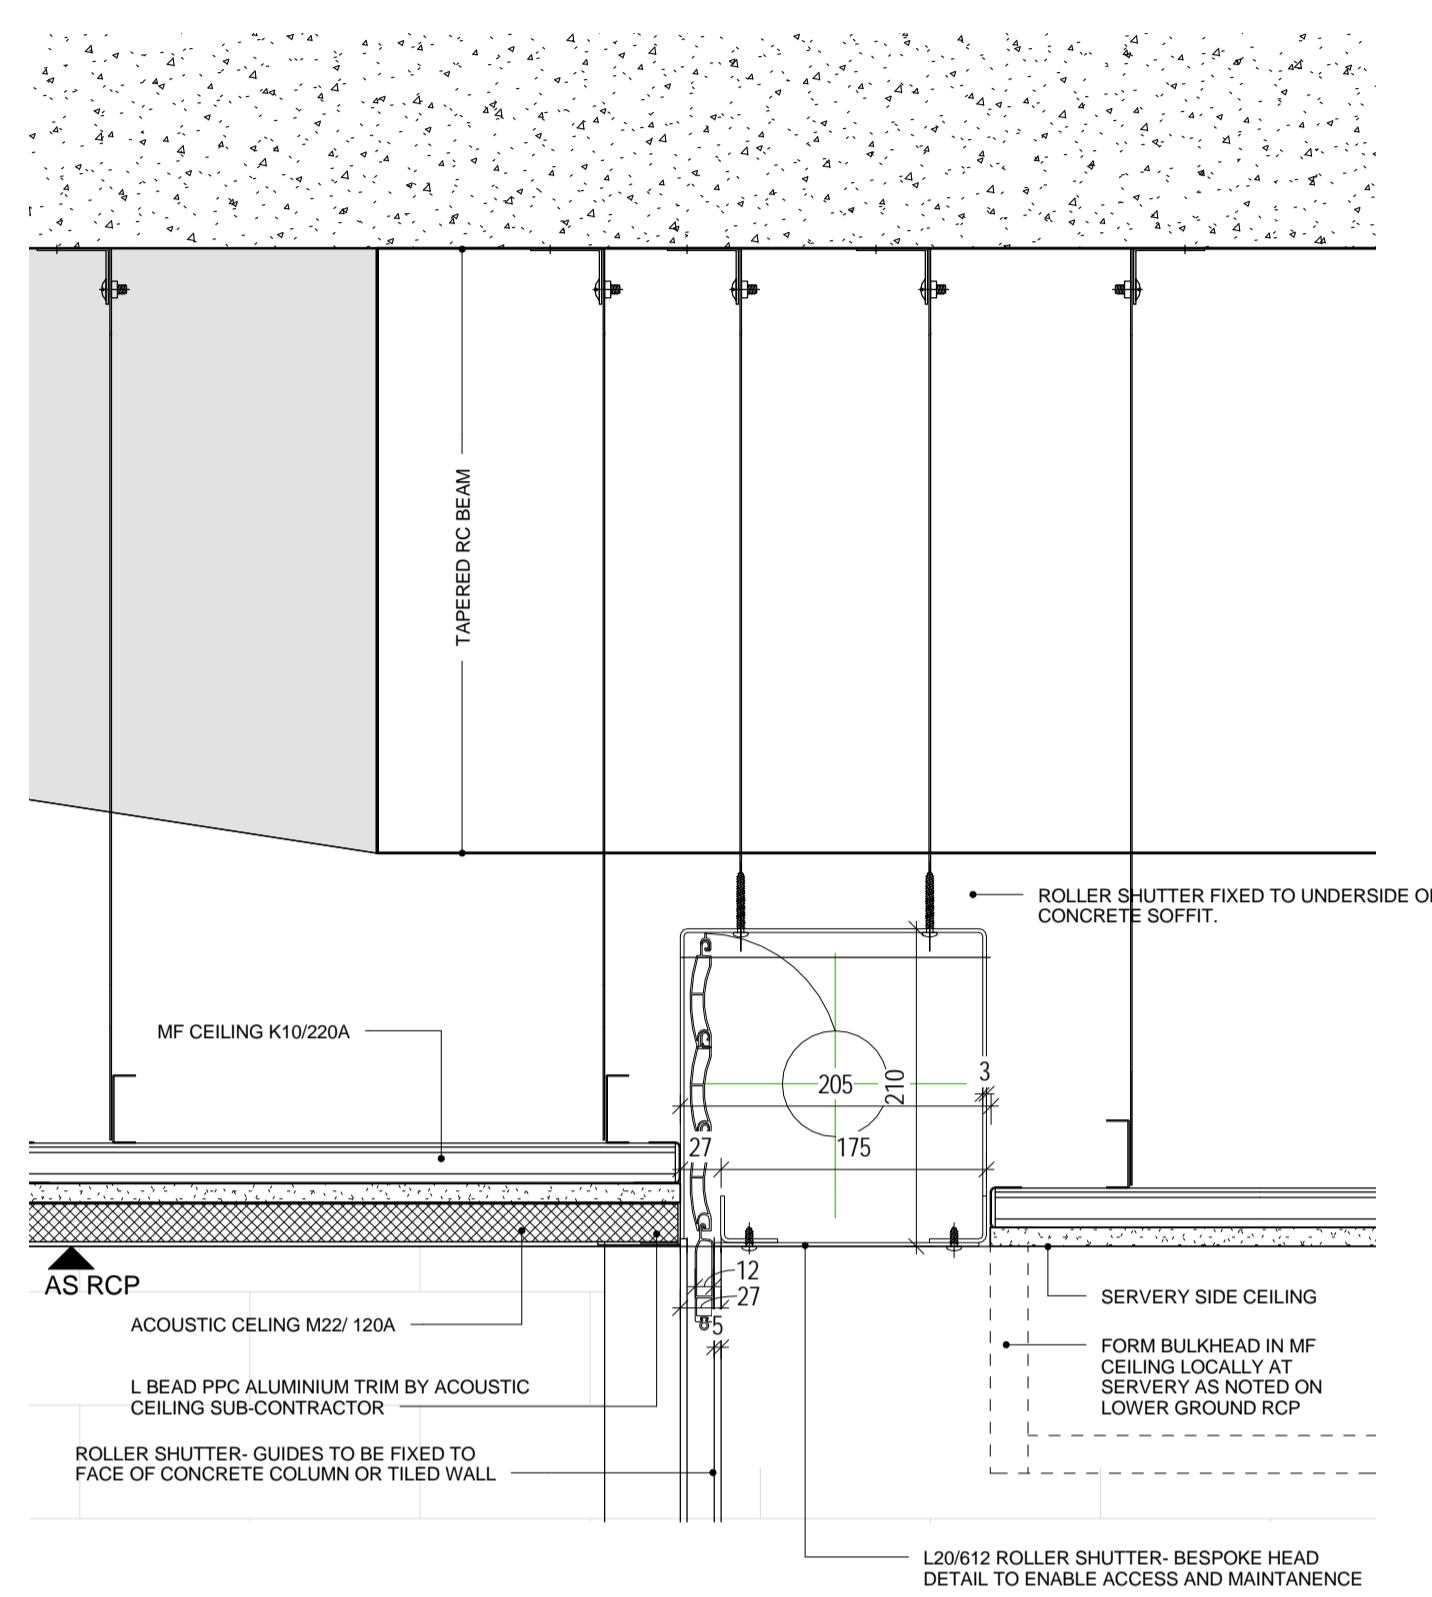 TAPERED RC BEAM
ROLLER SHUTTER FIXED TO UNDERSIDE
CONCRETE SOFFIT.
MF CEILING K10/220A
3
205
210
27
175
AS RCP
12
27
5
ACOUSTIC CELING M22/ 120A
SERVERY SIDE CEILING
FORM BULKHEAD IN MF
CEILING LOCALLY AT
SERVERY AS NOTED ON
LOWER GROUND RCP
L BEAD PPC ALUMINIUM TRIM BY ACOUSTIC
CEILING SUB-CONTRACTOR
ROLLER SHUTTER- GUIDES TO BE FIXED TO
FACE OF CONCRETE COLUMN OR TILED WALL
L20/612 ROLLER SHUTTER- BESPOKE HEAD
DETAIL TO ENABLE ACCESS AND MAINTANENCE